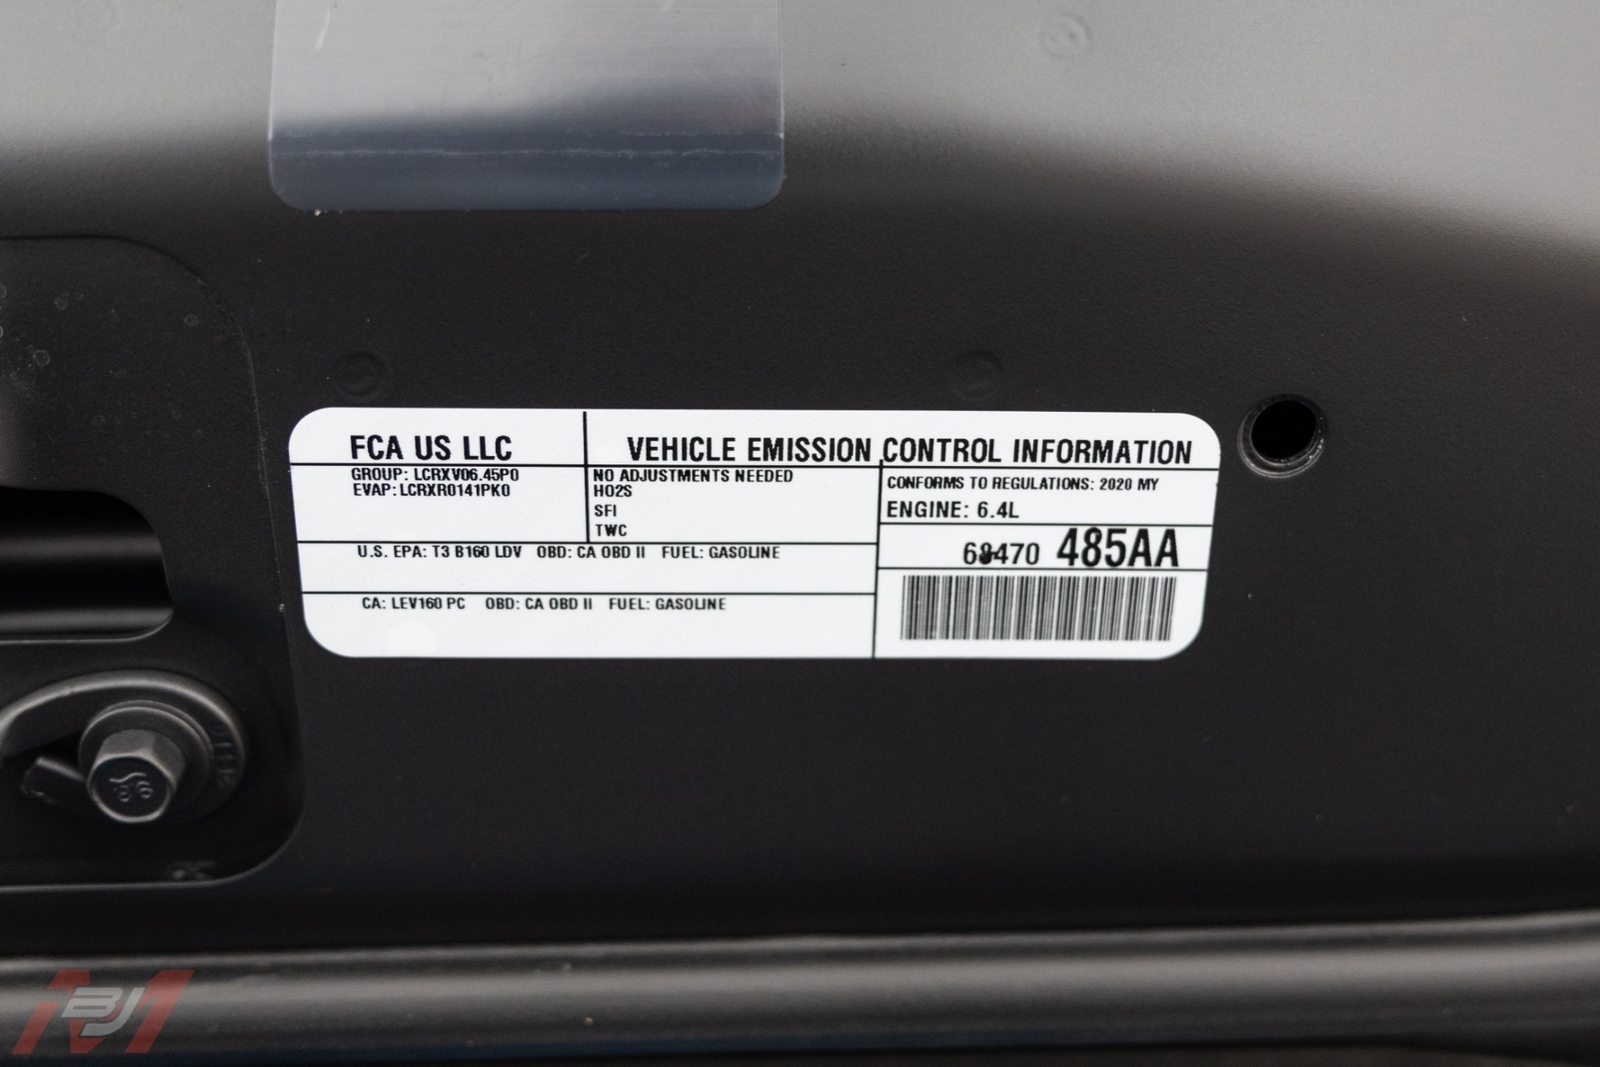 FCA US LLC
VEHICLE EMISSION CONTROL INFORMATION
GROUP: LCRXV06.45P0
EVAP: LCRXR0141PK0
NO ADJUSTMENTS NEEDED
HO2S
SFI
TWC
CONFORMS TO REGULATIONS: 2020 MY
ENGINE: 6.4L
68470 485AA
U.S. EPA: T3 B160 LDV OBD: CA OBD II FUEL: GASOLINE
CA: LEV160 PC OBD: CA OBD II FUEL: GASOLINE
BJM